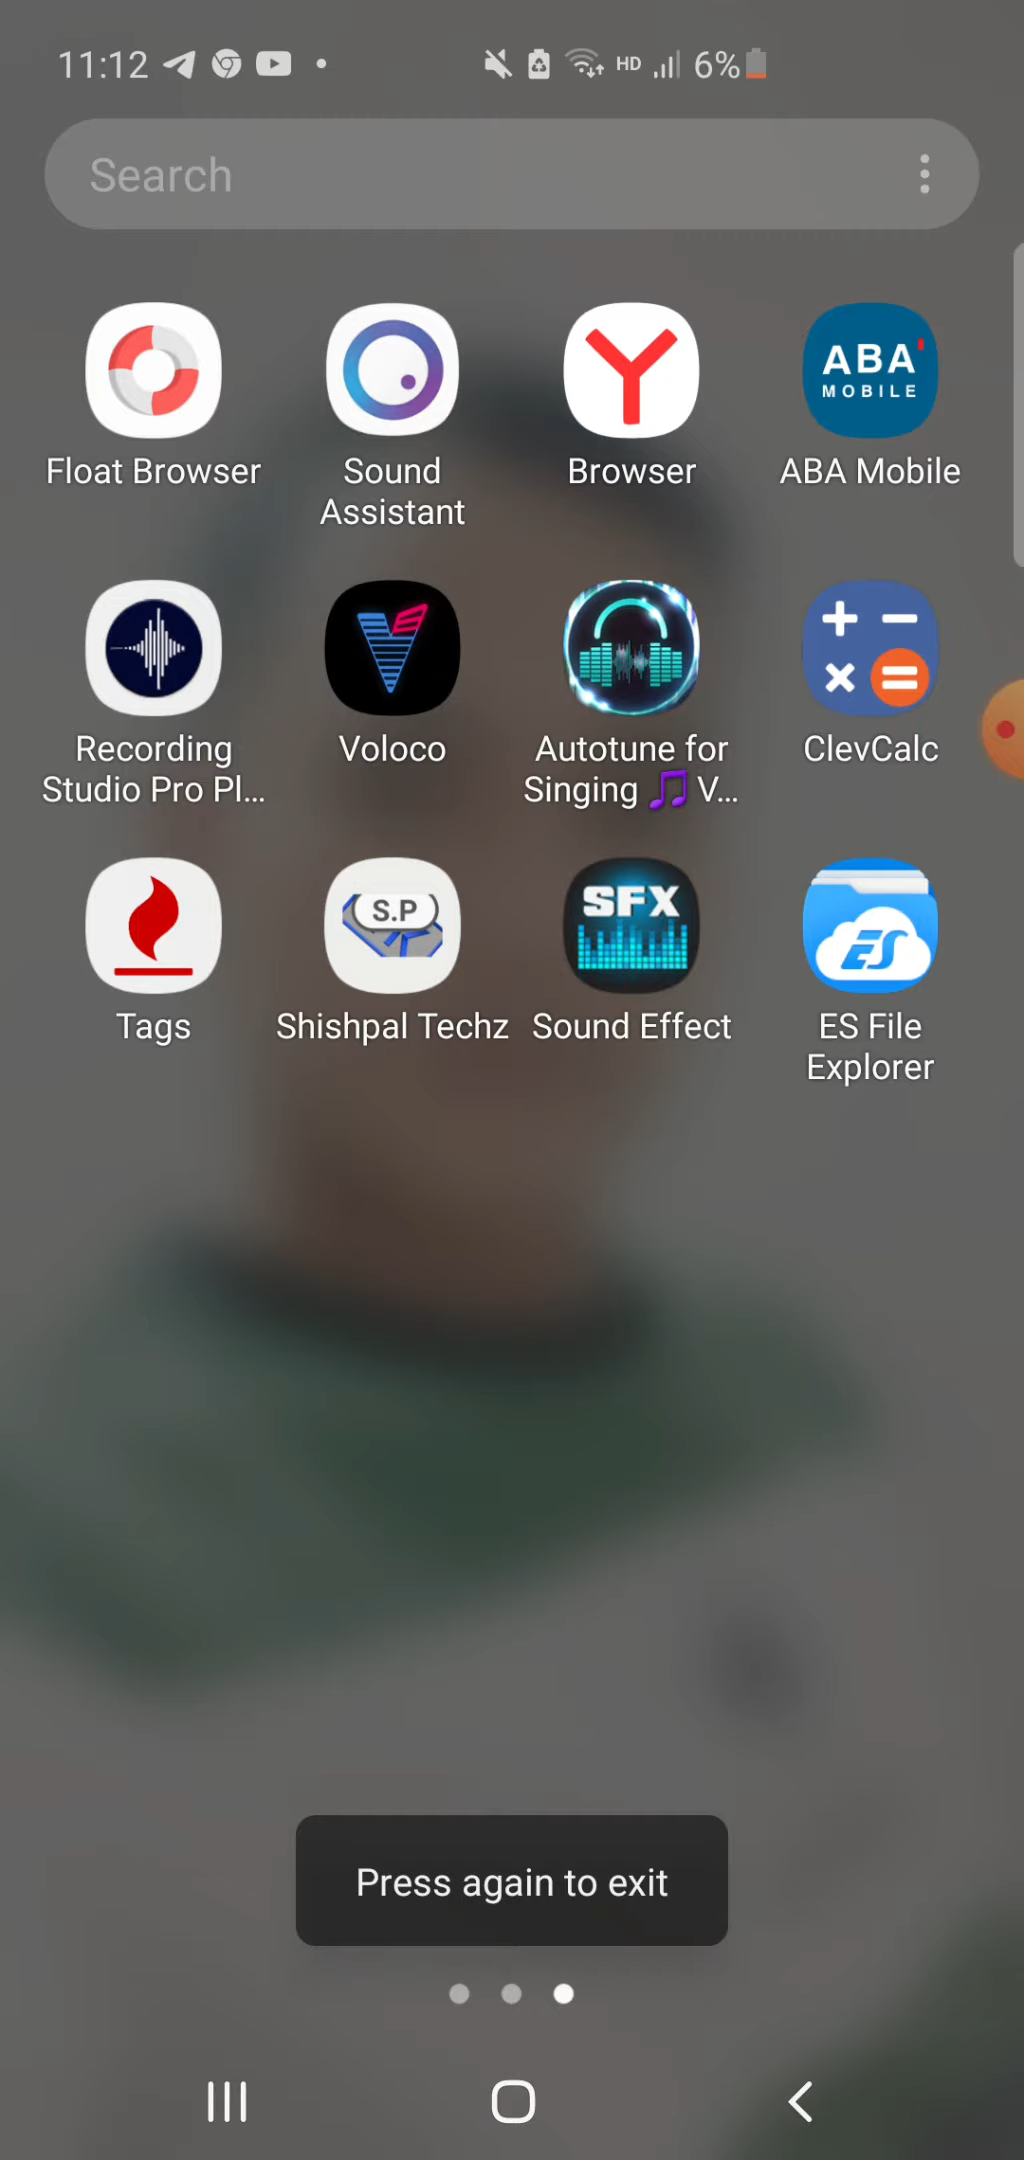 11:12 HD 6%
Search
ABA'
MOBILE
Float Browser
Sound
Assistant
Browser
ABA Mobile
Recording
Studio Pro Pl...
Voloco
Autotune for
Singing 🎵 V...
ClevCalc
S.P
SFX
ES
Tags
Shishpal Techz
Sound Effect
ES File
Explorer
Press again to exit